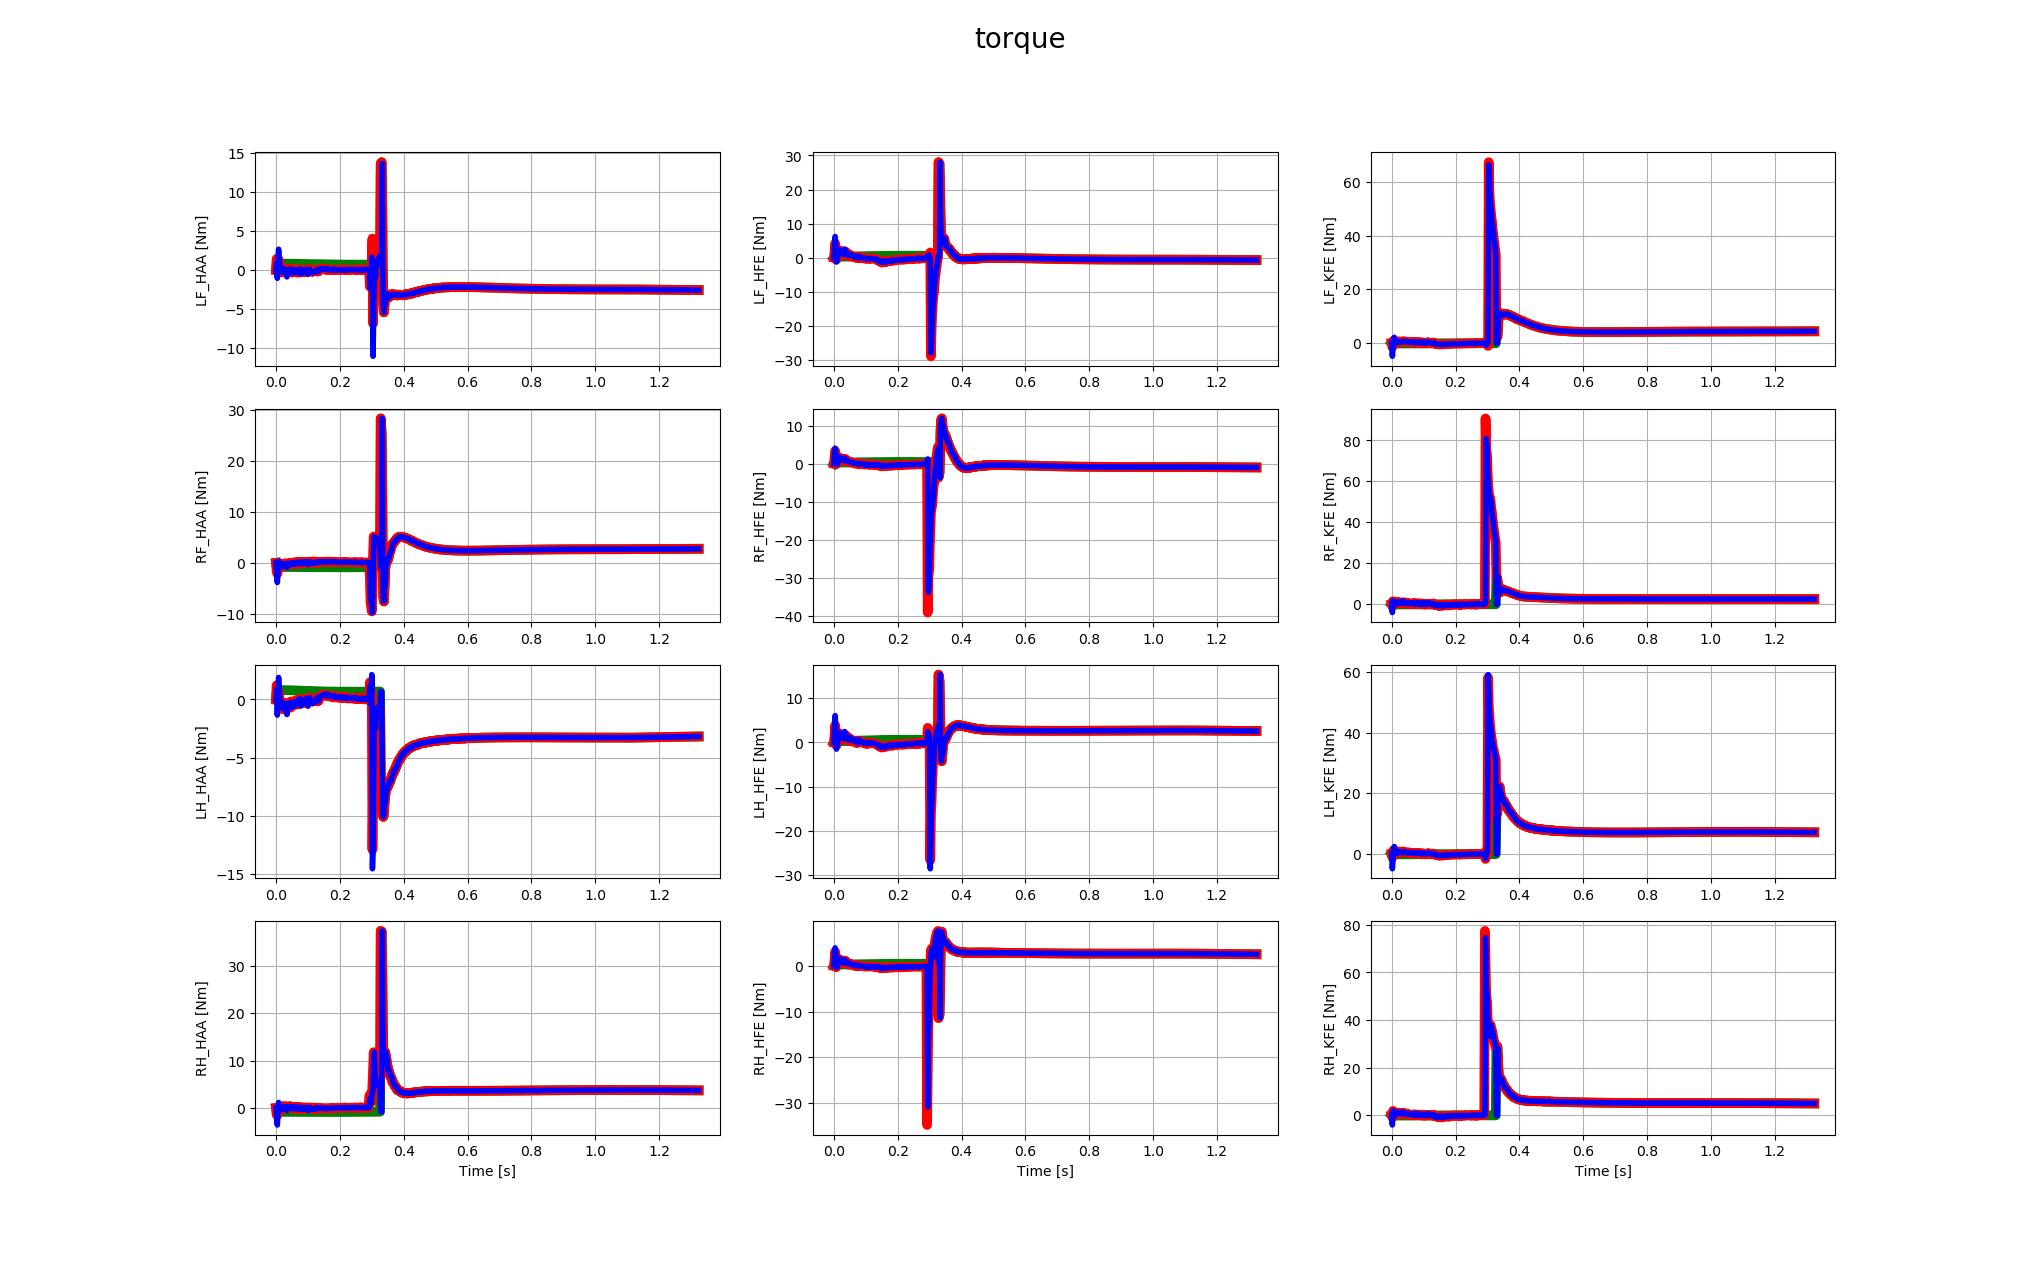 torque
LF_HAA [Nm]
15
10
5
0
−5
−10
0.0 0.2 0.4 0.6 0.8 1.0 1.2
LF_HFE [Nm]
30
20
10
0
−10
−20
−30
0.0 0.2 0.4 0.6 0.8 1.0 1.2
LF_KFE [Nm]
60
40
20
0
0.0 0.2 0.4 0.6 0.8 1.0 1.2
RF_HAA [Nm]
30
20
10
0
−10
0.0 0.2 0.4 0.6 0.8 1.0 1.2
RF_HFE [Nm]
10
0
−10
−20
−30
−40
0.0 0.2 0.4 0.6 0.8 1.0 1.2
RF_KFE [Nm]
80
60
40
20
0
0.0 0.2 0.4 0.6 0.8 1.0 1.2
LH_HAA [Nm]
0
−5
−10
−15
0.0 0.2 0.4 0.6 0.8 1.0 1.2
LH_HFE [Nm]
10
0
−10
−20
−30
0.0 0.2 0.4 0.6 0.8 1.0 1.2
LH_KFE [Nm]
60
40
20
0
0.0 0.2 0.4 0.6 0.8 1.0 1.2
RH_HAA [Nm]
30
20
10
0
0.0 0.2 0.4 0.6 0.8 1.0 1.2
Time [s]
RH_HFE [Nm]
0
−10
−20
−30
0.0 0.2 0.4 0.6 0.8 1.0 1.2
Time [s]
RH_KFE [Nm]
80
60
40
20
0
0.0 0.2 0.4 0.6 0.8 1.0 1.2
Time [s]